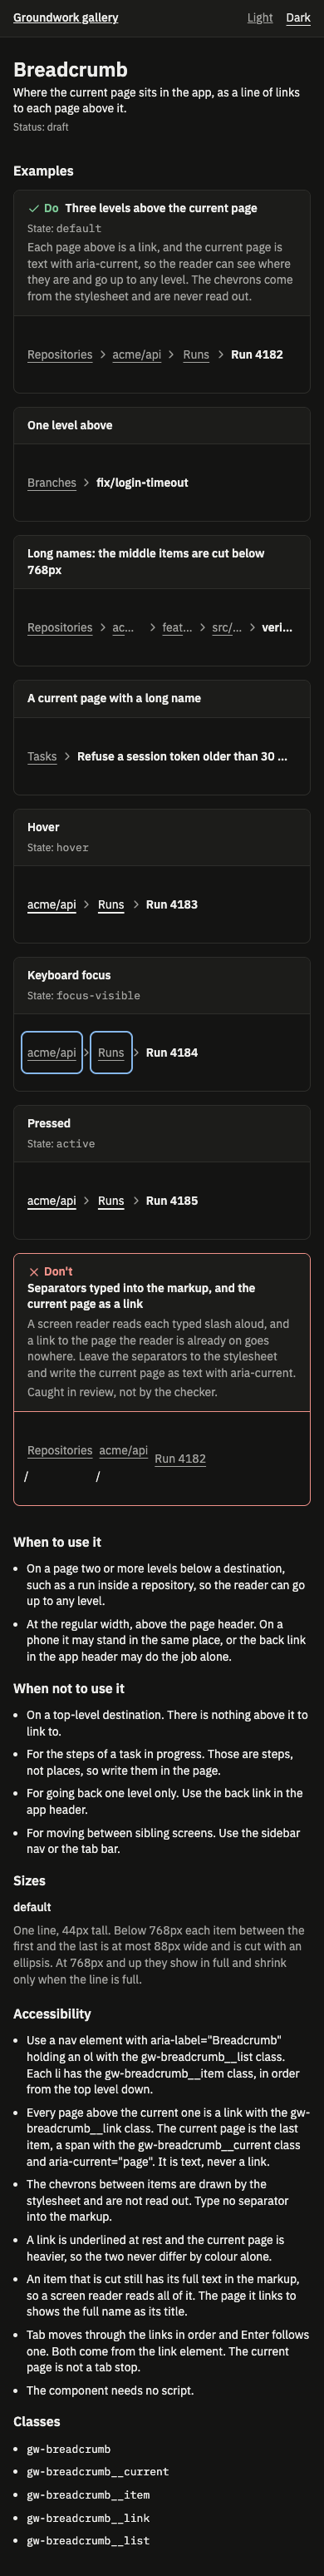 Groundwork gallery Light Dark
Breadcrumb
Where the current page sits in the app, as a line of links
to each page above it.
Status: draft
Examples
Do Three levels above the current page
State: default
Each page above is a link, and the current page is
text with aria-current, so the reader can see where
they are and go up to any level. The chevrons come
from the stylesheet and are never read out.
Repositories acme/api Runs Run 4182
One level above
Branches fix/login-timeout
Long names: the middle items are cut below
768px
Repositories ac... feat... src/... veri...
A current page with a long name
Tasks Refuse a session token older than 30 ...
Hover
State: hover
acme/api Runs Run 4183
Keyboard focus
State: focus-visible
acme/api Runs Run 4184
Pressed
State: active
acme/api Runs Run 4185
Don't
Separators typed into the markup, and the
current page as a link
A screen reader reads each typed slash aloud, and
a link to the page the reader is already on goes
nowhere. Leave the separators to the stylesheet
and write the current page as text with aria-current.
Caught in review, not by the checker.
Repositories acme/api Run 4182
/ /
When to use it
• On a page two or more levels below a destination,
such as a run inside a repository, so the reader can go
up to any level.
• At the regular width, above the page header. On a
phone it may stand in the same place, or the back link
in the app header may do the job alone.
When not to use it
• On a top-level destination. There is nothing above it to
link to.
• For the steps of a task in progress. Those are steps,
not places, so write them in the page.
• For going back one level only. Use the back link in the
app header.
• For moving between sibling screens. Use the sidebar
nav or the tab bar.
Sizes
default
One line, 44px tall. Below 768px each item between the
first and the last is at most 88px wide and is cut with an
ellipsis. At 768px and up they show in full and shrink
only when the line is full.
Accessibility
• Use a nav element with aria-label="Breadcrumb"
holding an ol with the gw-breadcrumb__list class.
Each li has the gw-breadcrumb__item class, in order
from the top level down.
• Every page above the current one is a link with the gw-
breadcrumb__link class. The current page is the last
item, a span with the gw-breadcrumb__current class
and aria-current="page". It is text, never a link.
• The chevrons between items are drawn by the
stylesheet and are not read out. Type no separator
into the markup.
• A link is underlined at rest and the current page is
heavier, so the two never differ by colour alone.
• An item that is cut still has its full text in the markup,
so a screen reader reads all of it. The page it links to
shows the full name as its title.
• Tab moves through the links in order and Enter follows
one. Both come from the link element. The current
page is not a tab stop.
• The component needs no script.
Classes
• gw-breadcrumb
• gw-breadcrumb__current
• gw-breadcrumb__item
• gw-breadcrumb__link
• gw-breadcrumb__list